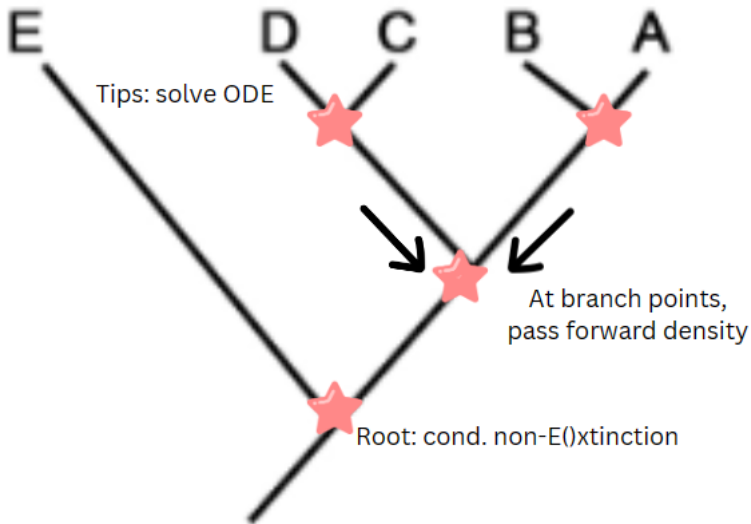 E D C B A
Tips: solve ODE
At branch points,
pass forward density
Root: cond. non-E()xtinction